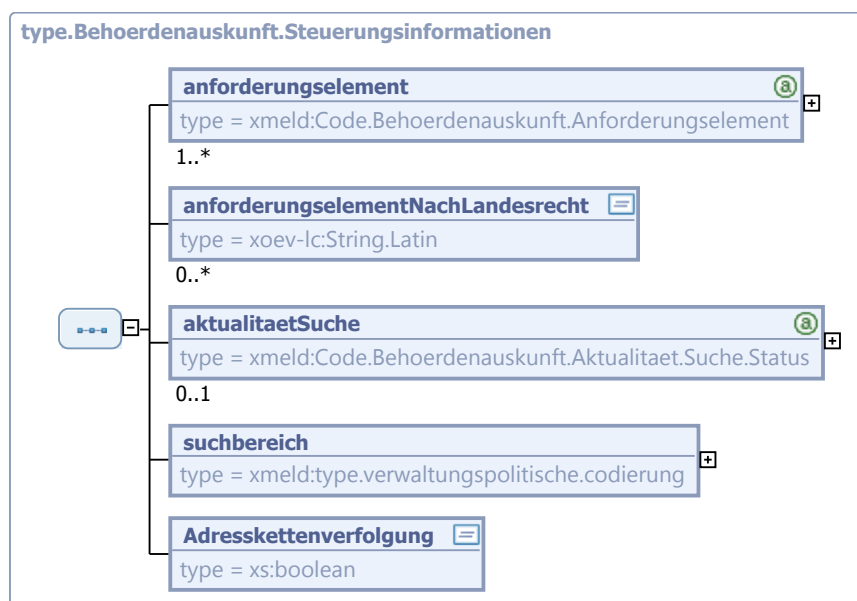 type.Behoerdenauskunft.Steuerungsinformationen
anforderungselement
type = xmeld:Code.Behoerdenauskunft.Anforderungselement
1..*
anforderungselementNachLandesrecht
type = xoev-lc:String.Latin
0..*
aktualitaetSuche
type = xmeld:Code.Behoerdenauskunft.Aktualitaet.Suche.Status
0..1
suchbereich
type = xmeld:type.verwaltungspolitische.codierung
Adresskettenverfolgung
type = xs:boolean